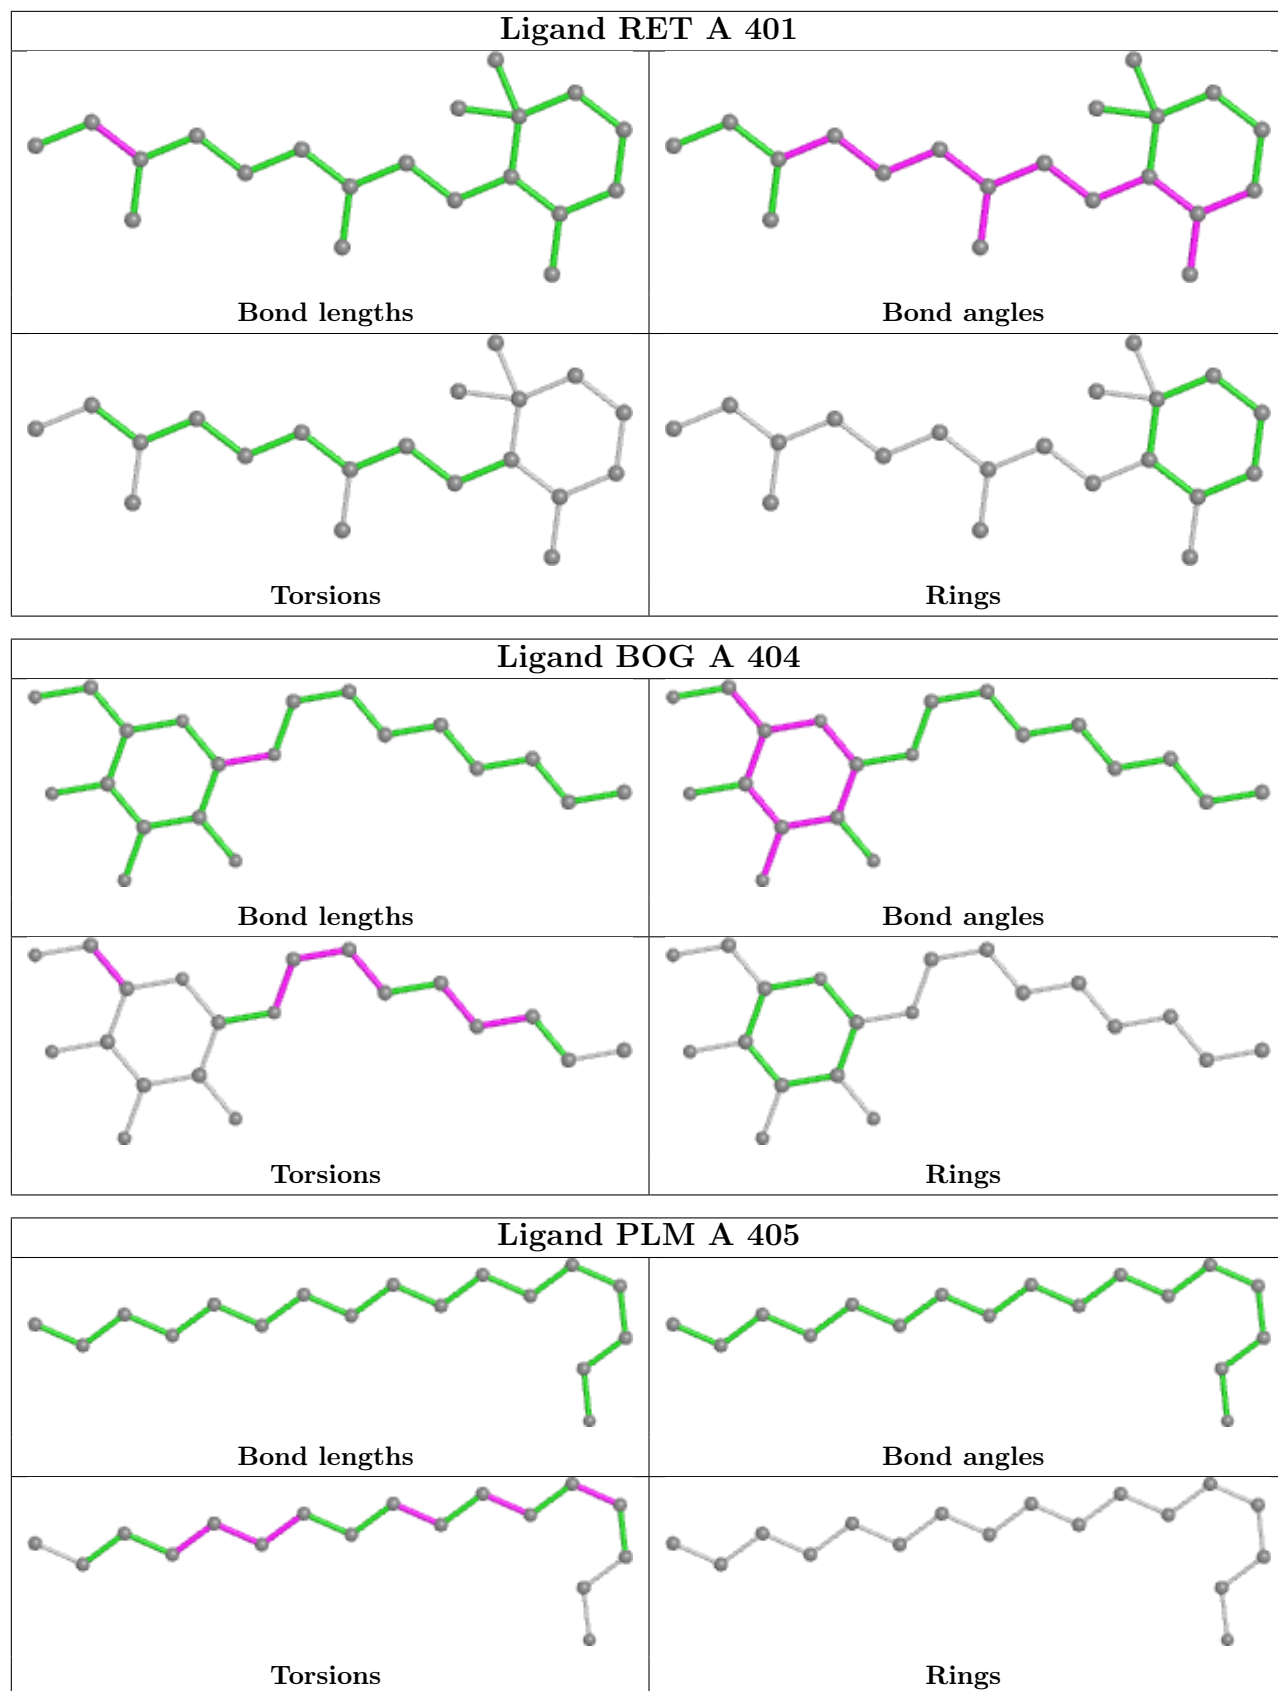 Ligand RET A 401
Bond lengths
Bond angles
Torsions
Rings
Ligand BOG A 404
Bond lengths
Bond angles
Torsions
Rings
Ligand PLM A 405
Bond lengths
Bond angles
Torsions
Rings